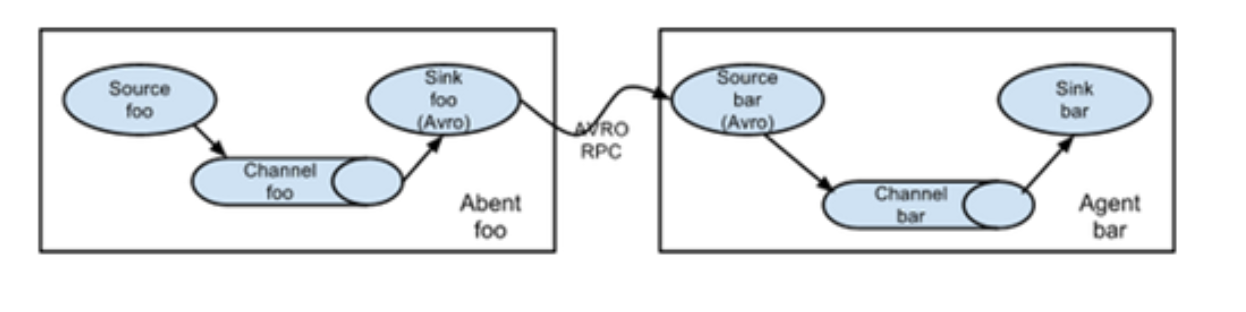 Source
foo
Channel
foo
Sink
foo
(Avro)
Abent
foo
AVRO
RPC
Source
bar
(Avro)
Channel
bar
Sink
bar
Agent
bar